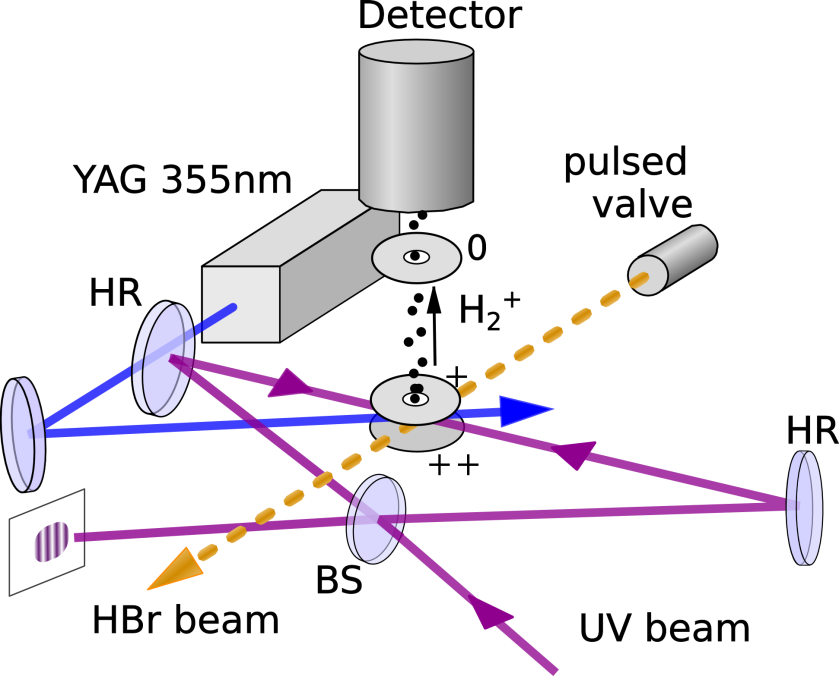 Detector
pulsed
valve
YAG 355nm
0
HR
H₂⁺
+
HR
++
BS
HBr beam
UV beam